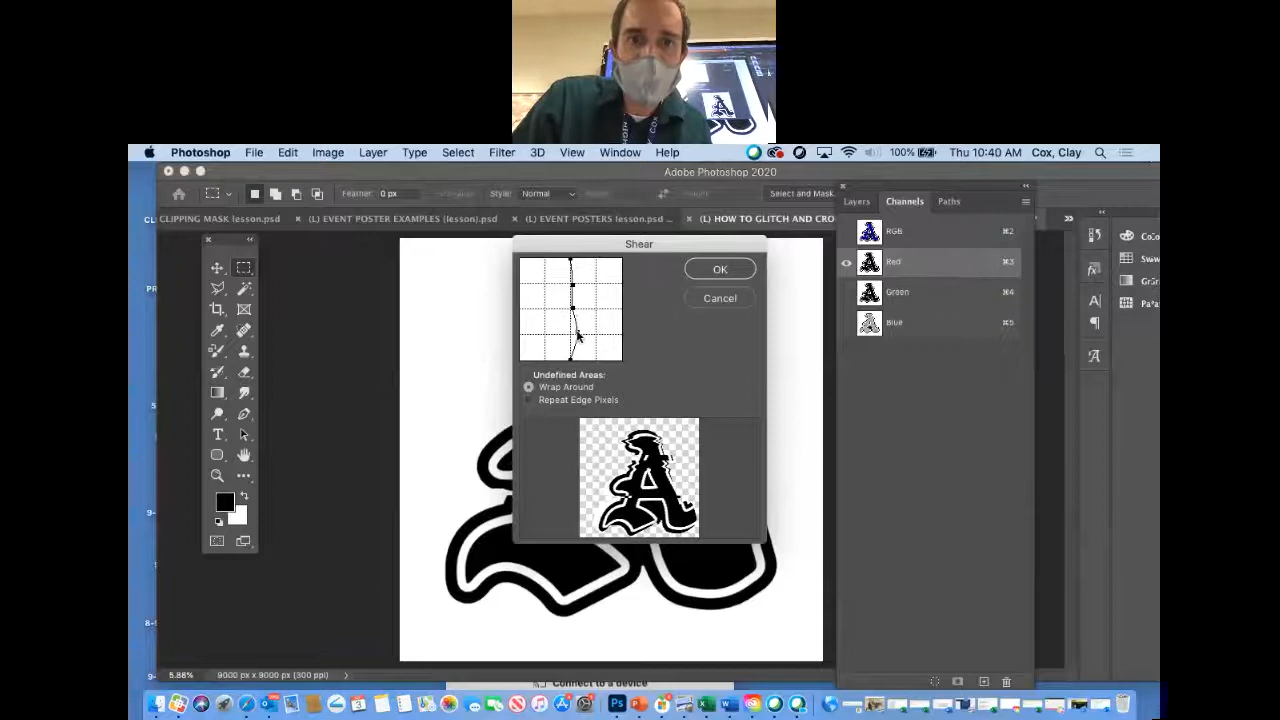 Photoshop File Edit Image Layer Type Select Filter 3D View Window Help 100% Thu 10:40 AM Cox, Clay
Adobe Photoshop 2020
Feather: 0 px Style: Normal Select and Mask
CLIPPING MASK lesson.psd (L) EVENT POSTER EXAMPLES (lesson).psd (L) EVENT POSTERS lesson.psd ... (L) HOW TO GLITCH AND CRO
Layers Channels Paths
RGB ⌘2
Red ⌘3
Green ⌘4
Blue ⌘5
Shear
OK
Cancel
Undefined Areas:
Wrap Around
Repeat Edge Pixels
A
5.88% 9000 px x 9000 px (300 ppi)
Connect to a device